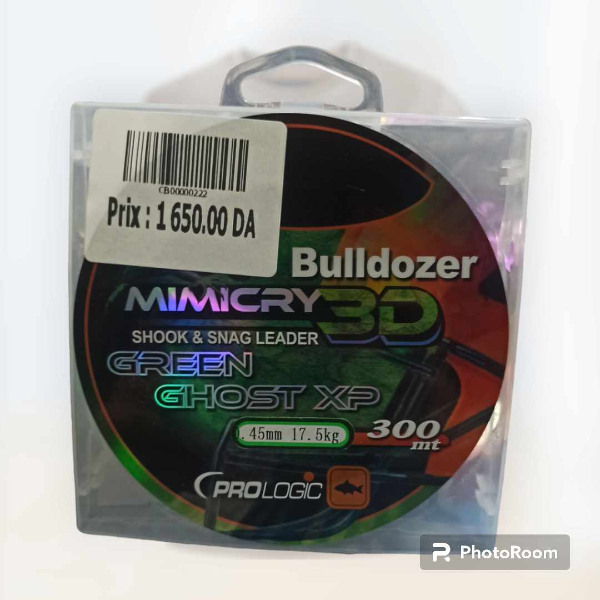 CB00000222
Prix : 1 650.00 DA
Bulldozer
MIMICRY 3D
SHOOK & SNAG LEADER
GREEN
GHOST XP
.45mm 17.5kg
300
mt
PROLOGIC
PhotoRoom